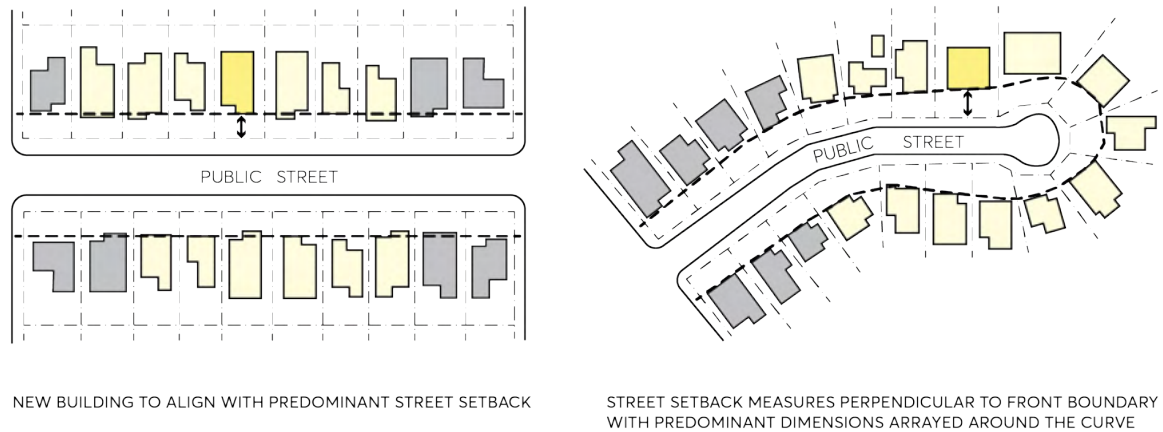 PUBLIC STREET
PUBLIC STREET
NEW BUILDING TO ALIGN WITH PREDOMINANT STREET SETBACK
STREET SETBACK MEASURES PERPENDICULAR TO FRONT BOUNDARY
WITH PREDOMINANT DIMENSIONS ARRAYED AROUND THE CURVE